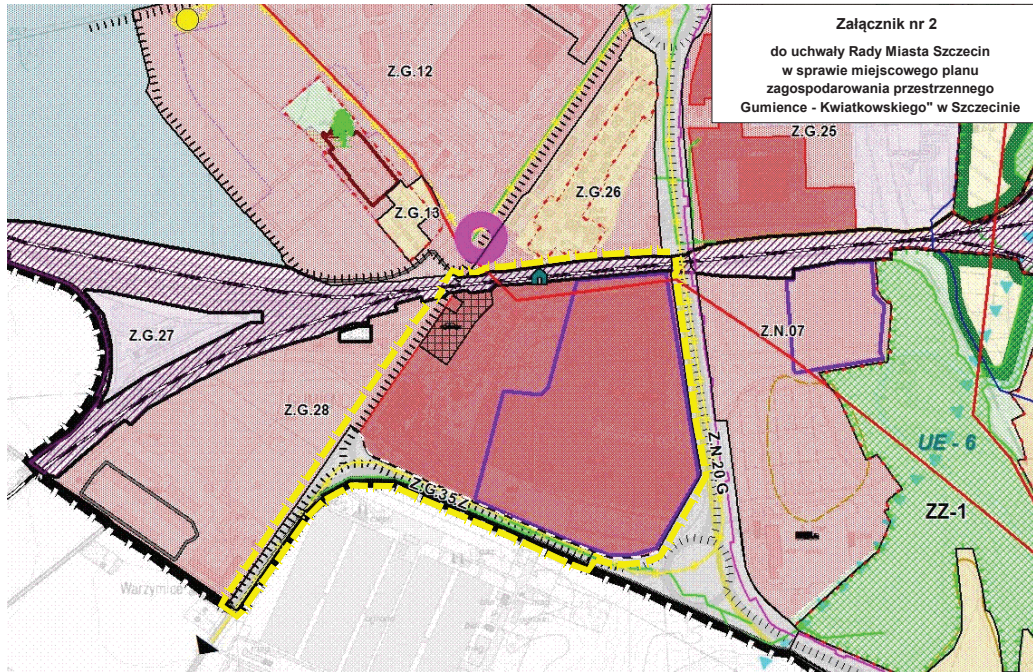 Załącznik nr 2
do uchwały Rady Miasta Szczecin
w sprawie miejscowego planu
zagospodarowania przestrzennego
Gumience - Kwiatkowskiego" w Szczecinie
Z.G.12
Z.G.25
Z.G.26
Z.G.13
Z.G.27
Z.N.07
Z.G.28
UE - 6
Z.N.20.G
Z.G.35.Z
ZZ-1
Warzymice